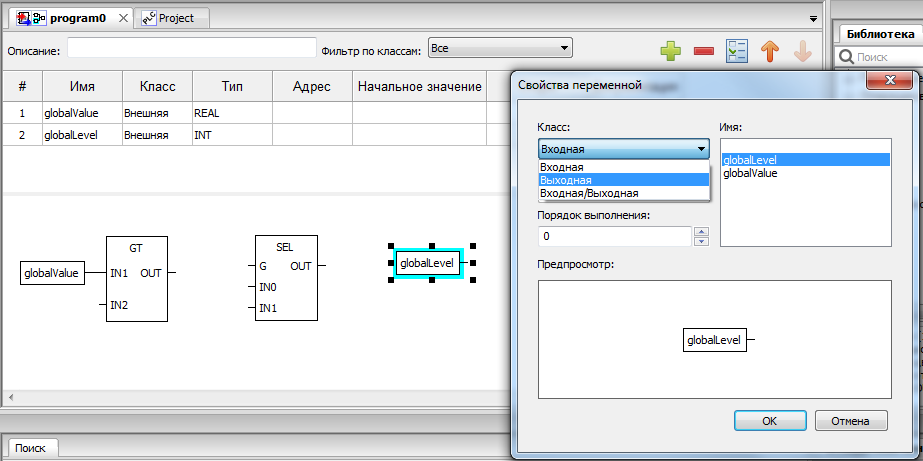 program0
Project
Описание:
Фильтр по классам:
Все
Библиотека
Поиск
# Имя Класс Тип Адрес Начальное значение
1 globalValue Внешняя REAL
2 globalLevel Внешняя INT
Свойства переменной
Класс:
Имя:
Входная
Входная
Выходная
Входная/Выходная
globalLevel
globalValue
Порядок выполнения:
0
Предпросмотр:
globalLevel
OK
Отмена
globalValue
GT
IN1 OUT
IN2
SEL
G OUT
IN0
IN1
globalLevel
Поиск